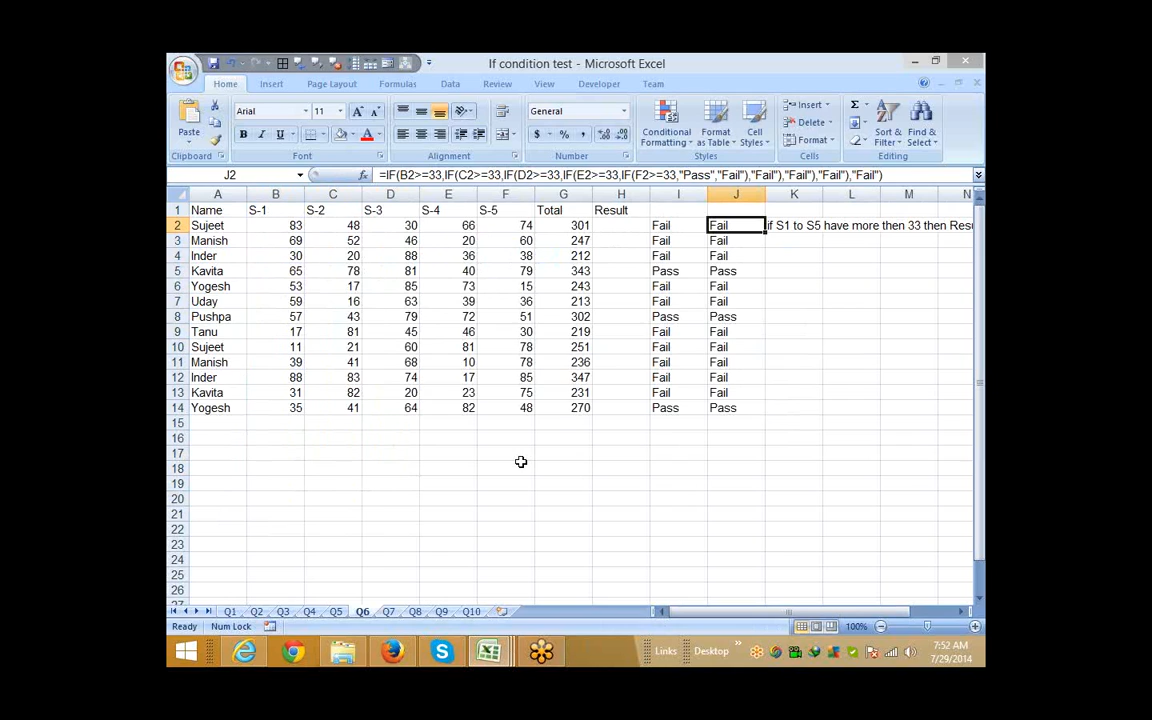 If condition test - Microsoft Excel
Home Insert Page Layout Formulas Data Review View Developer Team
Paste Arial 11 General Conditional Formatting Format as Table Cell Styles Insert Delete Format Sort & Filter Find & Select
Clipboard Font Alignment Number Styles Cells Editing
J2 fx =IF(B2>=33,IF(C2>=33,IF(D2>=33,IF(E2>=33,IF(F2>=33,"Pass","Fail"),"Fail"),"Fail"),"Fail"),"Fail")
A B C D E F G H I J K L M N
1 Name S-1 S-2 S-3 S-4 S-5 Total Result
2 Sujeet 83 48 30 66 74 301 Fail Fail if S1 to S5 have more then 33 then Resu
3 Manish 69 52 46 20 60 247 Fail Fail
4 Inder 30 20 88 36 38 212 Fail Fail
5 Kavita 65 78 81 40 79 343 Pass Pass
6 Yogesh 53 17 85 73 15 243 Fail Fail
7 Uday 59 16 63 39 36 213 Fail Fail
8 Pushpa 57 43 79 72 51 302 Pass Pass
9 Tanu 17 81 45 46 30 219 Fail Fail
10 Sujeet 11 21 60 81 78 251 Fail Fail
11 Manish 39 41 68 10 78 236 Fail Fail
12 Inder 88 83 74 17 85 347 Fail Fail
13 Kavita 31 82 20 23 75 231 Fail Fail
14 Yogesh 35 41 64 82 48 270 Pass Pass
15
16
17
18
19
20
21
22
23
24
25
26
27
Q1 Q2 Q3 Q4 Q5 Q6 Q7 Q8 Q9 Q10
Ready Num Lock 100%
Links Desktop 7:52 AM
7/29/2014